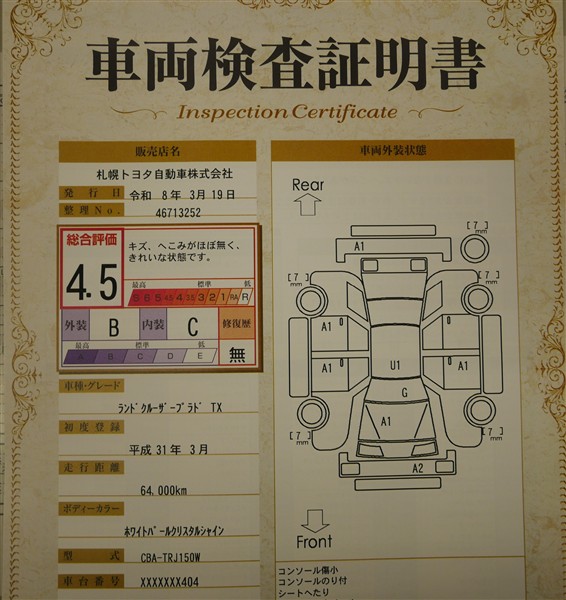 車両検査証明書
Inspection Certificate
販売店名
札幌トヨタ自動車株式会社
発行日 令和 8年 3月19日
整理No. 46713252
総合評価
4.5
キズ、へこみがほぼ無く、
きれいな状態です。
最高 標準 低
S 6 5 4.5 4 3.5 3 2 1 RA R
外装 B 内装 C 修復歴
最高 標準 低
A B C D E 無
車種・グレード
ランドクルーザープラド TX
初度登録
平成 31年 3月
走行距離
64,000km
ボディーカラー
ホワイトパールクリスタルシャイン
型式 CBA-TRJ150W
車台番号 XXXXXXX404
車両外装状態
Rear
A1
[7]
mm
[7]
mm
[7]
mm
A1
A1
A1
A1
U1
G
A1
[7]
mm
[7]
mm
A2
Front
コンソール傷小
コンソールのり付
シートへたり